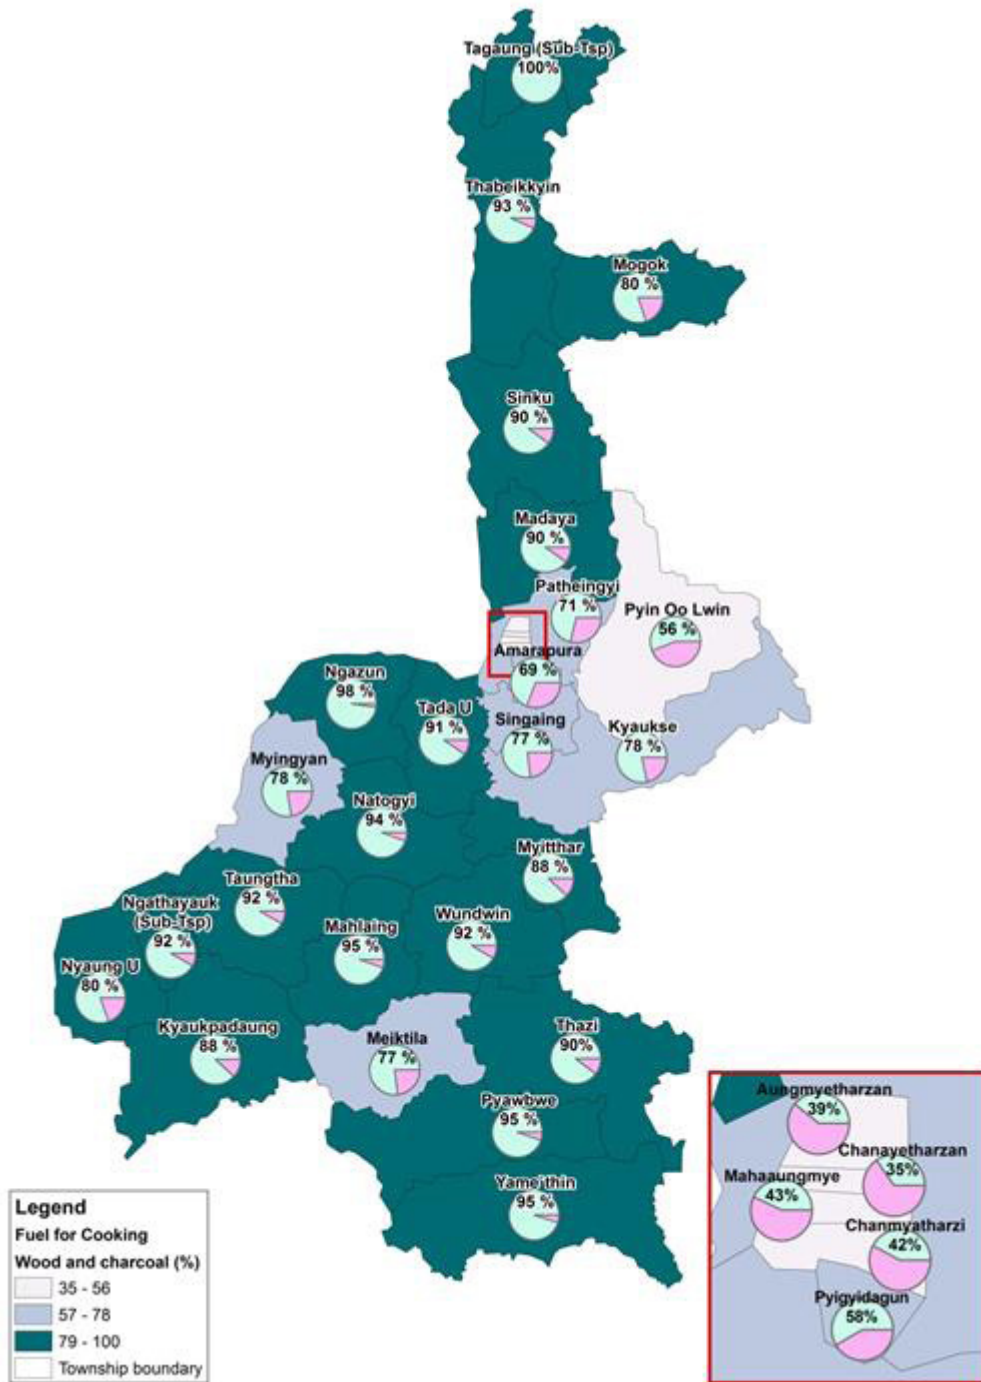 Tagaung (Sub-Tsp)
100%
Thabeikkyin
93 %
Mogok
80 %
Sinku
90 %
Madaya
90 %
Patheingyi
71 %
Pyin Oo Lwin
56 %
Amarapura
69 %
Ngazun
98 %
Tada U
91 %
Singaing
77 %
Kyaukse
78 %
Myingyan
78 %
Natogyi
94 %
Myitthar
88 %
Taungtha
92 %
Ngathayauk
(Sub-Tsp)
92 %
Mahlaing
95 %
Wundwin
92 %
Nyaung U
80 %
Kyaukpadaung
88 %
Meiktila
77 %
Thazi
90%
Pyawbwe
95 %
Yame`thin
95 %
Aungmyetharzan
39%
Chanayetharzan
35%
Mahaaungmye
43%
Chanmyatharzi
42%
Pyigyidagun
58%
Legend
Fuel for Cooking
Wood and charcoal (%)
35 - 56
57 - 78
79 - 100
Township boundary